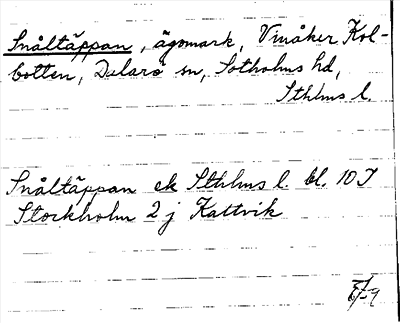 Snåltäppan, ägomark, Vinåker Kol-
botten, Dalarö sn, Sotholms hd,
Sthlms l.
Snåltäppan ek Sthlms l. bl. 10 I
Stockholm 2 j Kattvik